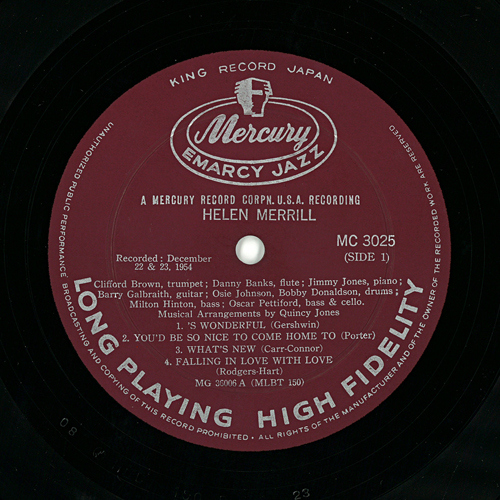 KING RECORD JAPAN
Mercury
EMARCY JAZZ
A MERCURY RECORD CORPN. U.S.A. RECORDING
HELEN MERRILL
MC 3025
(SIDE 1)
Recorded : December
22 & 23, 1954
Clifford Brown, trumpet ; Danny Banks, flute ; Jimmy Jones, piano ;
Barry Galbraith, guitar ; Osie Johnson, Bobby Donaldson, drums ;
Milton Hinton, bass ; Oscar Pettiford, bass & cello.
Musical Arrangements by Quincy Jones
1. 'S WONDERFUL (Gershwin)
2. YOU'D BE SO NICE TO COME HOME TO (Porter)
3. WHAT'S NEW (Carr-Connor)
4. FALLING IN LOVE WITH LOVE
(Rodgers-Hart)
MG 36006 A (MLBT 150)
LONG PLAYING HIGH FIDELITY
UNAUTHORIZED PUBLIC PERFORMANCE BROADCASTING AND COPYING OF THIS RECORD PROHIBITED • ALL RIGHTS OF THE MANUFACTURER AND OF THE OWNER OF THE RECORDED WORK ARE RESERVED
23